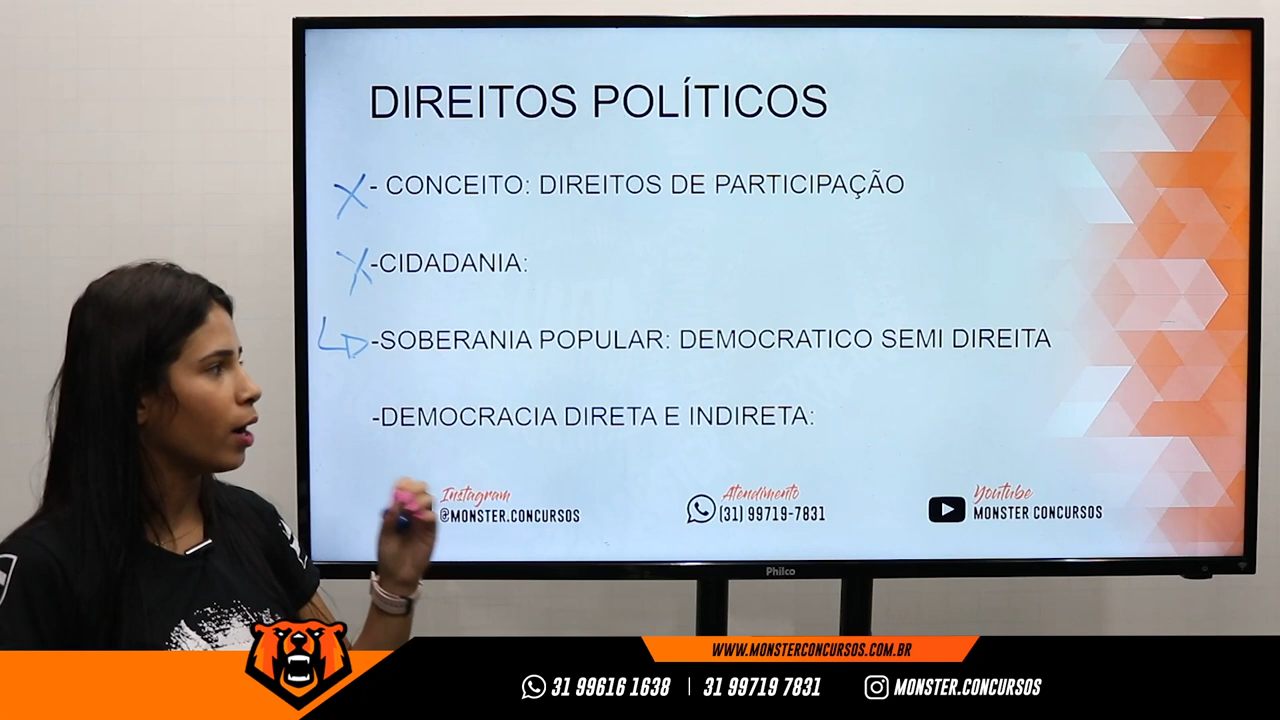 DIREITOS POLÍTICOS
- CONCEITO: DIREITOS DE PARTICIPAÇÃO
-CIDADANIA:
-SOBERANIA POPULAR: DEMOCRATICO SEMI DIREITA
-DEMOCRACIA DIRETA E INDIRETA:
Instagram
@MONSTER.CONCURSOS
Atendimento
(31) 99719-7831
Youtube
MONSTER CONCURSOS
Philco
WWW.MONSTERCONCURSOS.COM.BR
31 99616 1638 | 31 99719 7831 MONSTER.CONCURSOS